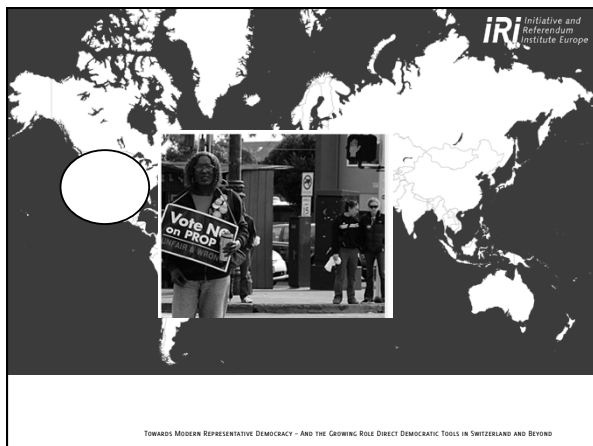 iRi Initiative and
Referendum
Institute Europe
Vote No
on PROP
UNFAIR & WRONG
Towards Modern Representative Democracy – And the Growing Role Direct Democratic Tools in Switzerland and Beyond